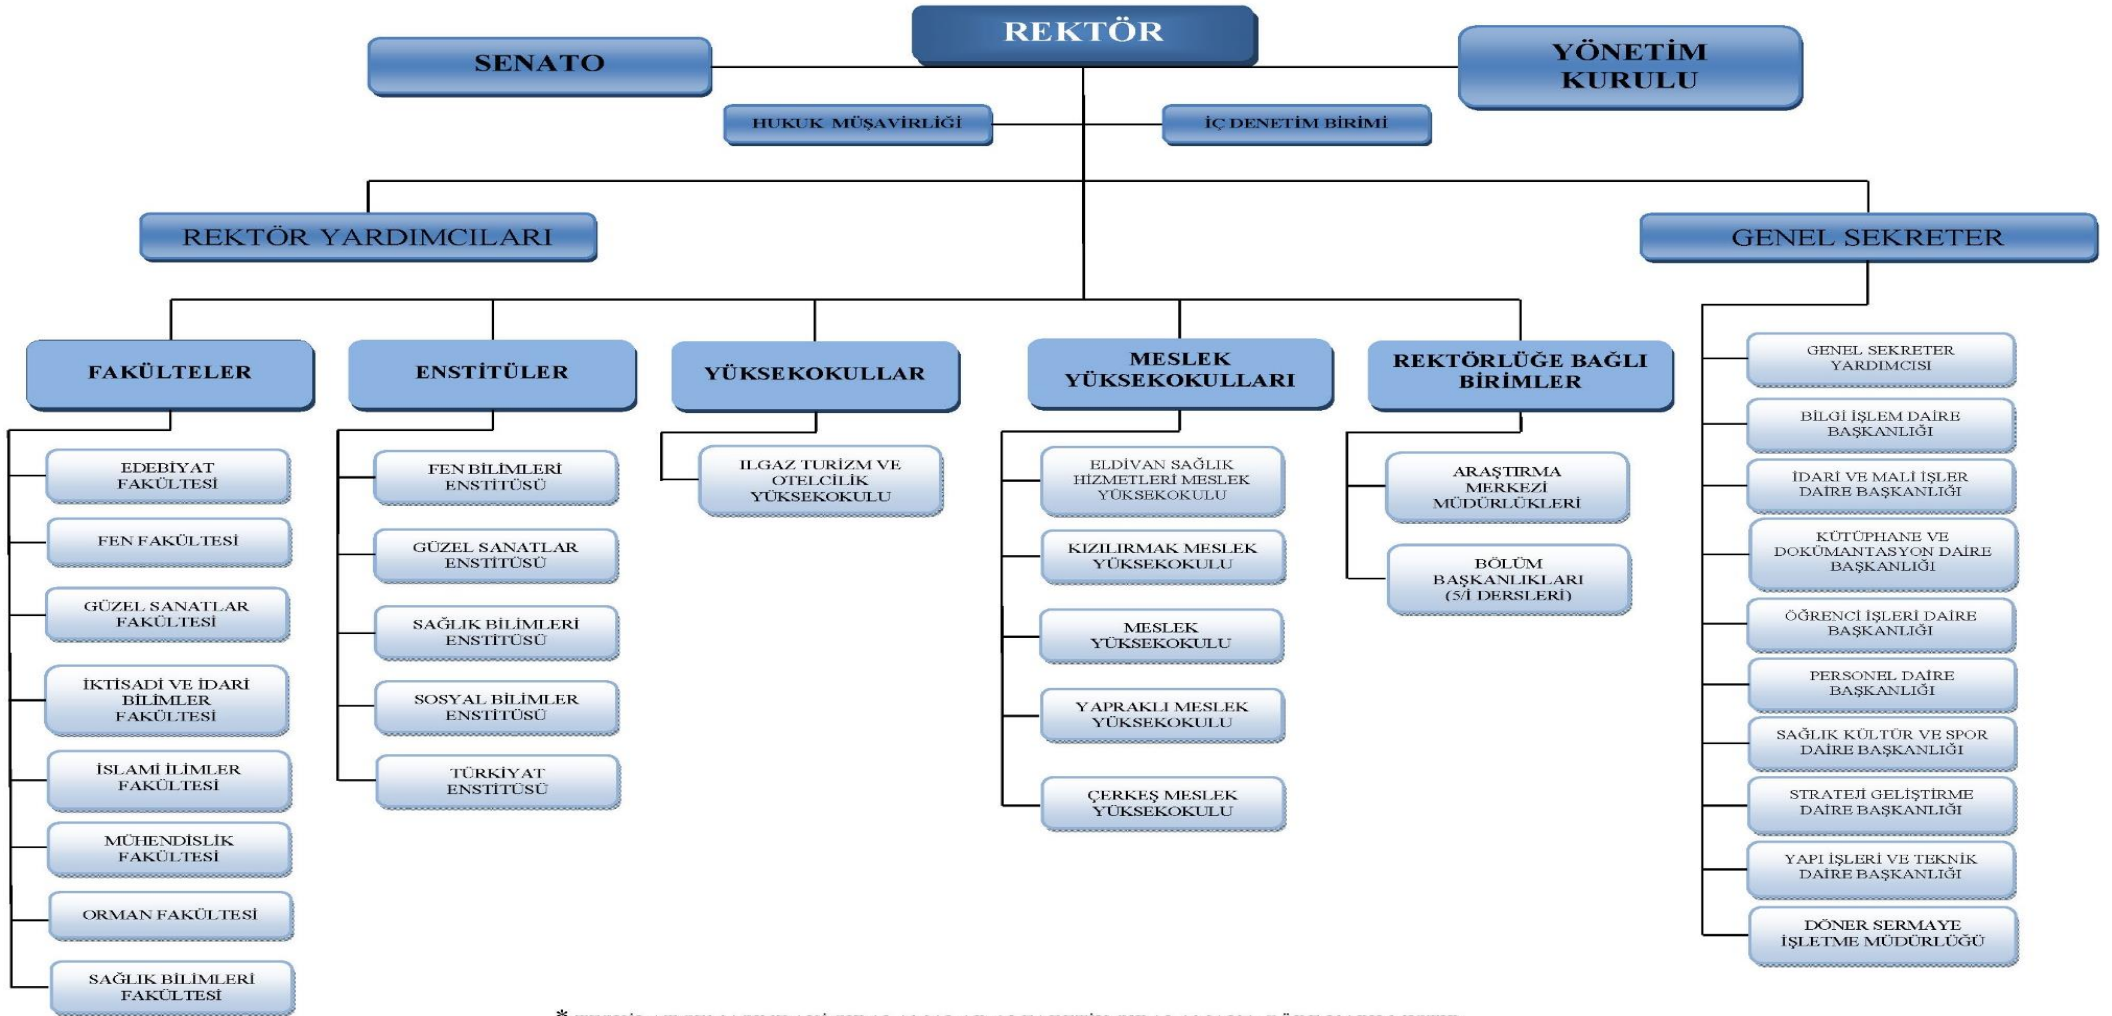 REKTÖR
SENATO
YÖNETİM
KURULU
HUKUK MÜŞAVİRLİĞİ
İÇ DENETİM BİRİMİ
REKTÖR YARDIMCILARI
GENEL SEKRETER
FAKÜLTELER
EDEBİYAT
FAKÜLTESİ
FEN FAKÜLTESİ
GÜZEL SANATLAR
FAKÜLTESİ
İKTİSADİ VE İDARİ
BİLİMLER
FAKÜLTESİ
İSLAMİ İLİMLER
FAKÜLTESİ
MÜHENDİSLİK
FAKÜLTESİ
ORMAN FAKÜLTESİ
SAĞLIK BİLİMLERİ
FAKÜLTESİ
ENSTİTÜLER
FEN BİLİMLERİ
ENSTİTÜSÜ
GÜZEL SANATLAR
ENSTİTÜSÜ
SAĞLIK BİLİMLERİ
ENSTİTÜSÜ
SOSYAL BİLİMLER
ENSTİTÜSÜ
TÜRKİYAT
ENSTİTÜSÜ
YÜKSEKOKULLAR
ILGAZ TURİZM VE
OTELCİLİK
YÜKSEKOKULU
MESLEK
YÜKSEKOKULLARI
ELDİVAN SAĞLIK
HİZMETLERİ MESLEK
YÜKSEKOKULU
KIZILIRMAK MESLEK
YÜKSEKOKULU
MESLEK
YÜKSEKOKULU
YAPRAKLI MESLEK
YÜKSEKOKULU
ÇERKEŞ MESLEK
YÜKSEKOKULU
REKTÖRLÜĞE BAĞLI
BİRİMLER
ARAŞTIRMA
MERKEZİ
MÜDÜRLÜKLERİ
BÖLÜM
BAŞKANLIKLARI
(5/İ DERSLERİ)
GENEL SEKRETER
YARDIMCISI
BİLGİ İŞLEM DAİRE
BAŞKANLIĞI
İDARİ VE MALİ İŞLER
DAİRE BAŞKANLIĞI
KÜTÜPHANE VE
DOKÜMANTASYON DAİRE
BAŞKANLIĞI
ÖĞRENCİ İŞLERİ DAİRE
BAŞKANLIĞI
PERSONEL DAİRE
BAŞKANLIĞI
SAĞLIK KÜLTÜR VE SPOR
DAİRE BAŞKANLIĞI
STRATEJİ GELİŞTİRME
DAİRE BAŞKANLIĞI
YAPI İŞLERİ VE TEKNİK
DAİRE BAŞKANLIĞI
DÖNER SERMAYE
İŞLETME MÜDÜRLÜĞÜ
*